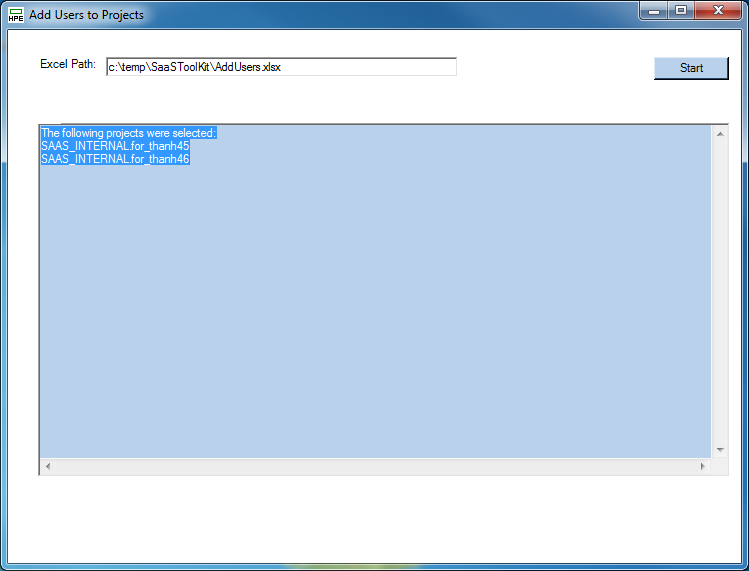 HPE
Add Users to Projects
Excel Path:
c:\temp\SaaSToolKit\AddUsers.xlsx
Start
The following projects were selected:
SAAS_INTERNAL.for_thanh45
SAAS_INTERNAL.for_thanh46